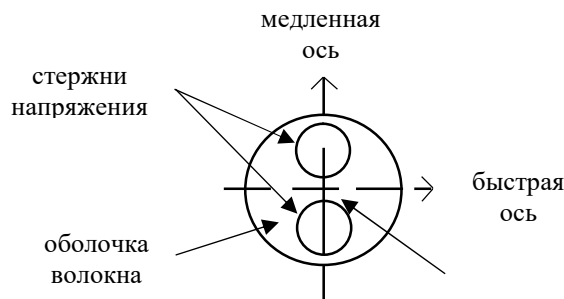 медленная
ось
стержни
напряжения
быстрая
ось
оболочка
волокна